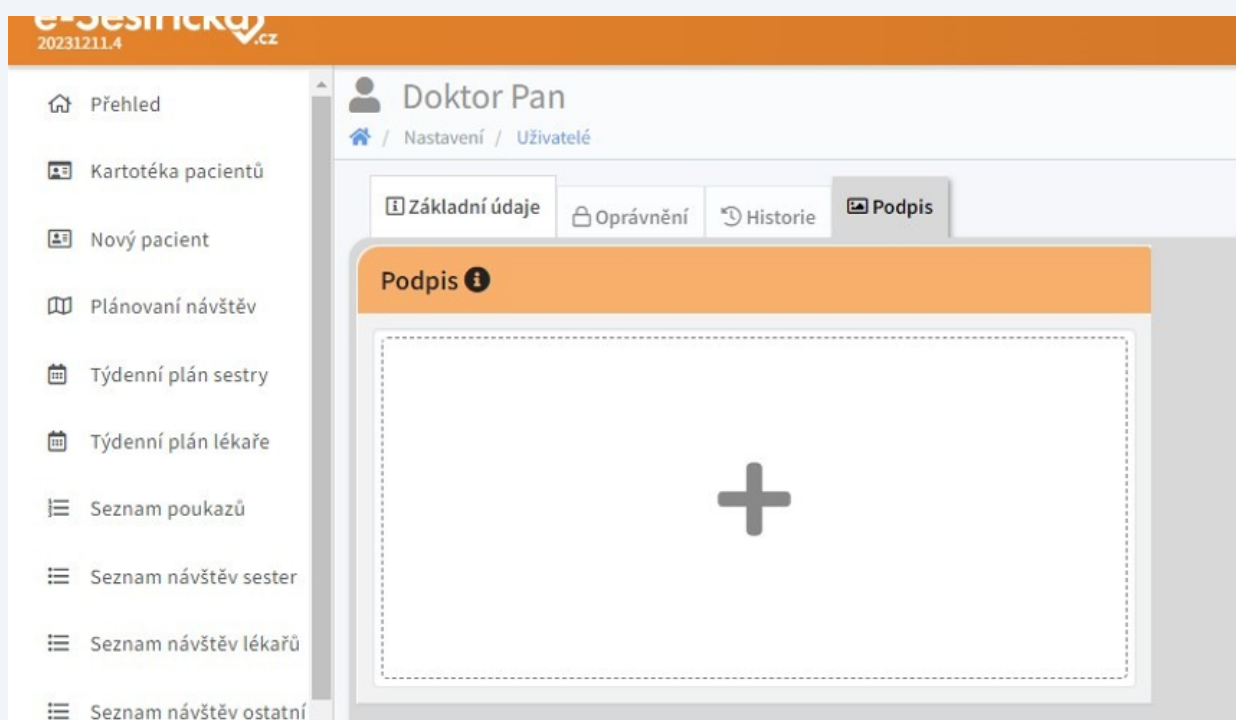 e-Sestřička.cz
20231211.4
Přehled
Kartotéka pacientů
Nový pacient
Plánovaní návštěv
Týdenní plán sestry
Týdenní plán lékaře
Seznam poukazů
Seznam návštěv sester
Seznam návštěv lékařů
Seznam návštěv ostatní
Doktor Pan
/ Nastavení / Uživatelé
Základní údaje
Oprávnění
Historie
Podpis
Podpis